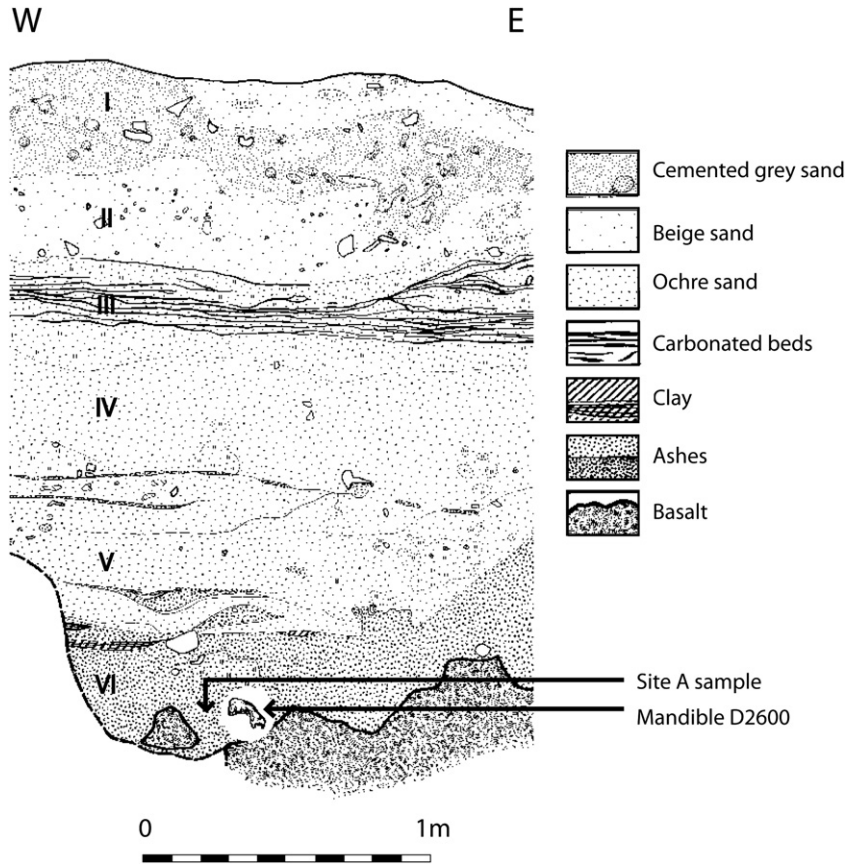 W
E
I
II
III
IV
V
VI
Cemented grey sand
Beige sand
Ochre sand
Carbonated beds
Clay
Ashes
Basalt
Site A sample
Mandible D2600
0 1m